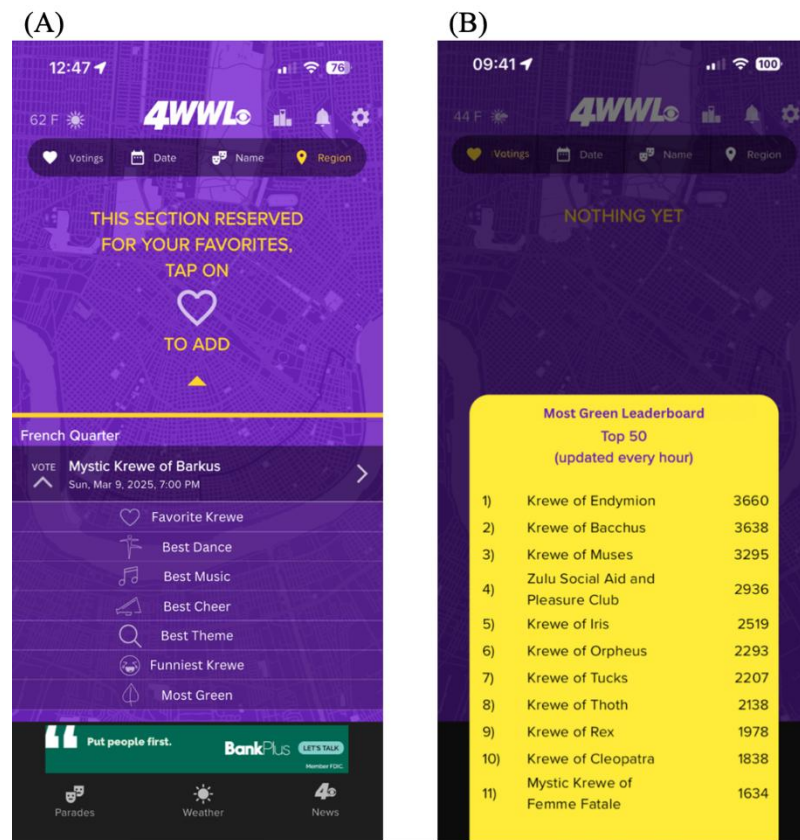 (A)
12:47
76
62 F
4WWL
Votings
Date
Name
Region
THIS SECTION RESERVED
FOR YOUR FAVORITES,
TAP ON
TO ADD
French Quarter
VOTE
Mystic Krewe of Barkus
Sun, Mar 9, 2025, 7:00 PM
Favorite Krewe
Best Dance
Best Music
Best Cheer
Best Theme
Funniest Krewe
Most Green
Put people first.
BankPlus
LET'S TALK
Member FDIC.
Parades
Weather
4
News
(B)
09:41
100
44 F
4WWL
Votings
Date
Name
Region
NOTHING YET
Most Green Leaderboard
Top 50
(updated every hour)
1) Krewe of Endymion 3660
2) Krewe of Bacchus 3638
3) Krewe of Muses 3295
4) Zulu Social Aid and
Pleasure Club 2936
5) Krewe of Iris 2519
6) Krewe of Orpheus 2293
7) Krewe of Tucks 2207
8) Krewe of Thoth 2138
9) Krewe of Rex 1978
10) Krewe of Cleopatra 1838
11) Mystic Krewe of
Femme Fatale 1634